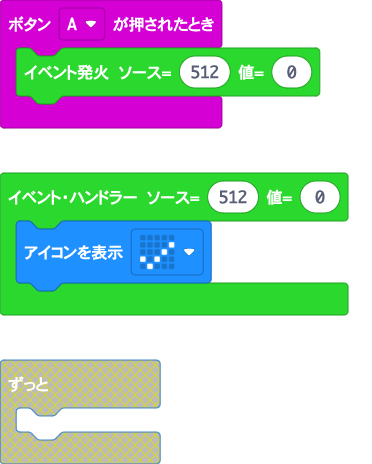 ボタン A が押されたとき
イベント発火 ソース= 512 値= 0
イベント・ハンドラー ソース= 512 値= 0
アイコンを表示
ずっと